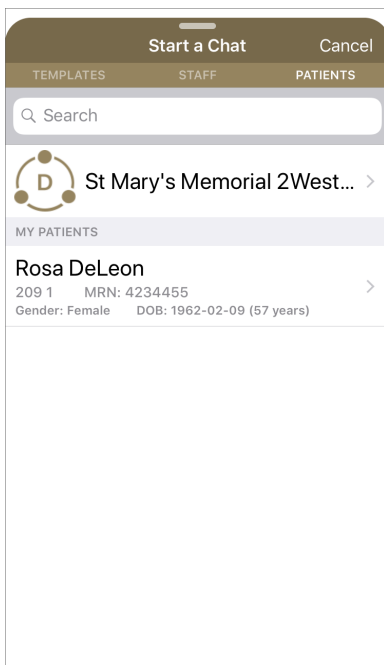 Start a Chat Cancel
TEMPLATES STAFF PATIENTS
Search
D St Mary's Memorial 2West...
MY PATIENTS
Rosa DeLeon
209 1 MRN: 4234455
Gender: Female DOB: 1962-02-09 (57 years)